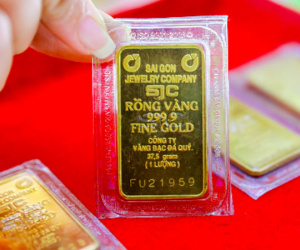 SAI GON
JEWELRY COMPANY
SJC
RỒNG VÀNG
999.9
FINE GOLD
CÔNG TY
VÀNG BẠC ĐÁ QUÝ.
37,5 gram
(1 LƯỢNG)
FU21959